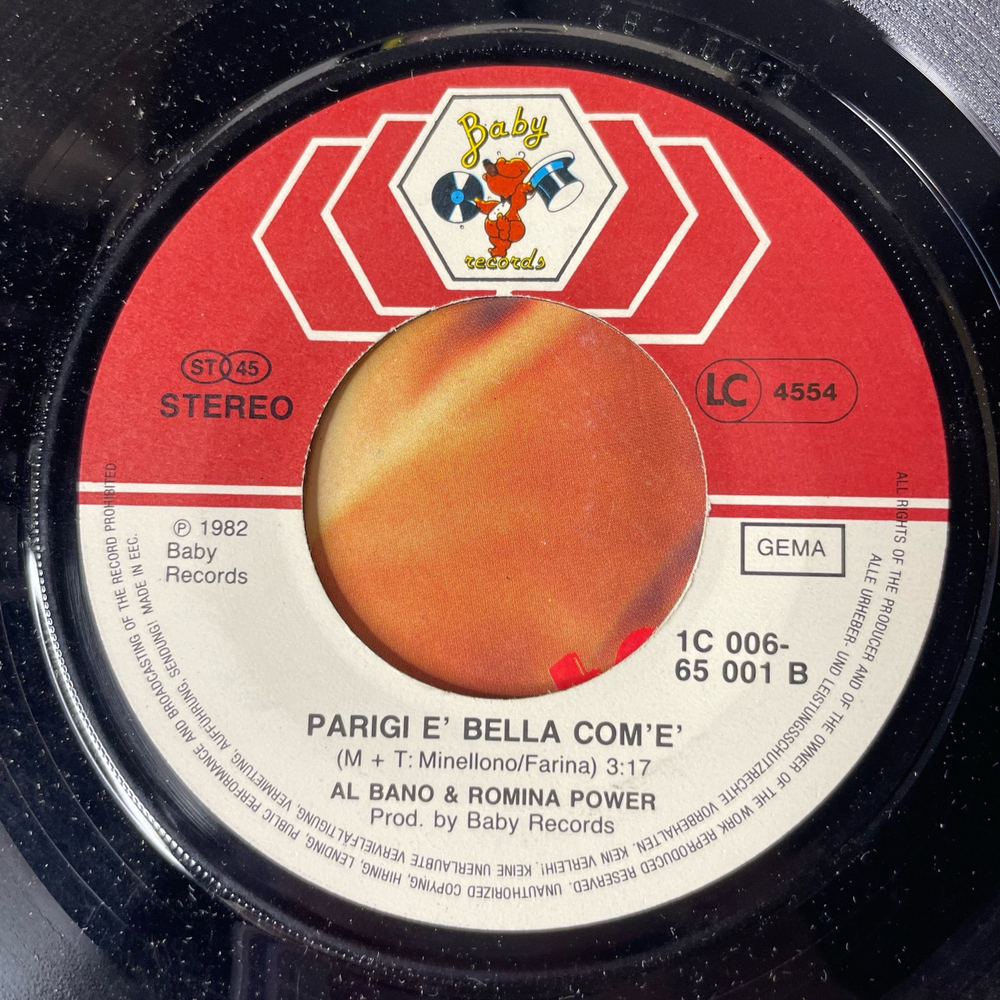 Baby
records
ST 45
STEREO
LC 4554
℗ 1982
Baby
Records
GEMA
1C 006-
65 001 B
PARIGI E' BELLA COM'E'
(M + T: Minellono/Farina) 3:17
AL BANO & ROMINA POWER
Prod. by Baby Records
ALL RIGHTS OF THE PRODUCER AND OF THE OWNER OF THE WORK REPRODUCED RESERVED. UNAUTHORIZED COPYING, HIRING, LENDING, PUBLIC PERFORMANCE AND BROADCASTING OF THE RECORD PROHIBITED
ALLE URHEBER- UND LEISTUNGSSCHUTZRECHTE VORBEHALTEN. KEIN VERLEIH!, KEINE UNERLAUBTE VERVIELFÄLTIGUNG, VERMIETUNG, AUFFÜHRUNG, SENDUNG! MADE IN EEC.